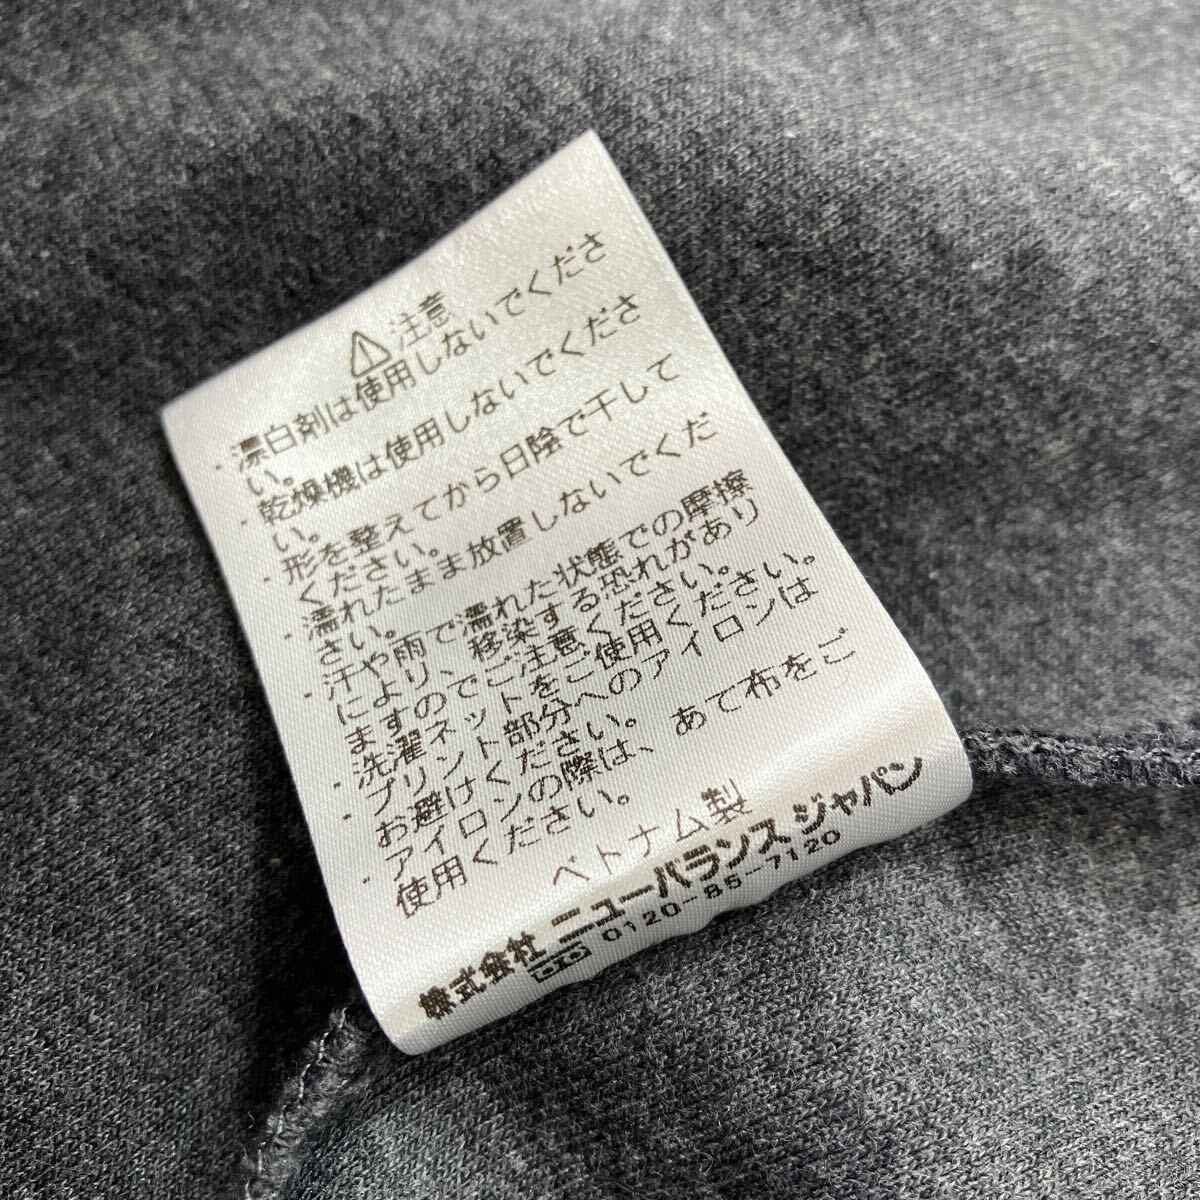 ⚠注意
・漂白剤は使用しないでくださ
い。
・乾燥機は使用しないでくださ
い。
・形を整えてから日陰で干して
ください。
・濡れたまま放置しないでくだ
さい。
・汗や雨で濡れた状態での摩擦
により、移染する恐れがあり
ますのでご注意ください。
・洗濯ネットをご使用ください。
・プリント部分へのアイロンは
お避けください。
・アイロンの際は、あて布をご
使用ください。
ベトナム製
株式会社 ニューバランス ジャパン
0120-85-7120